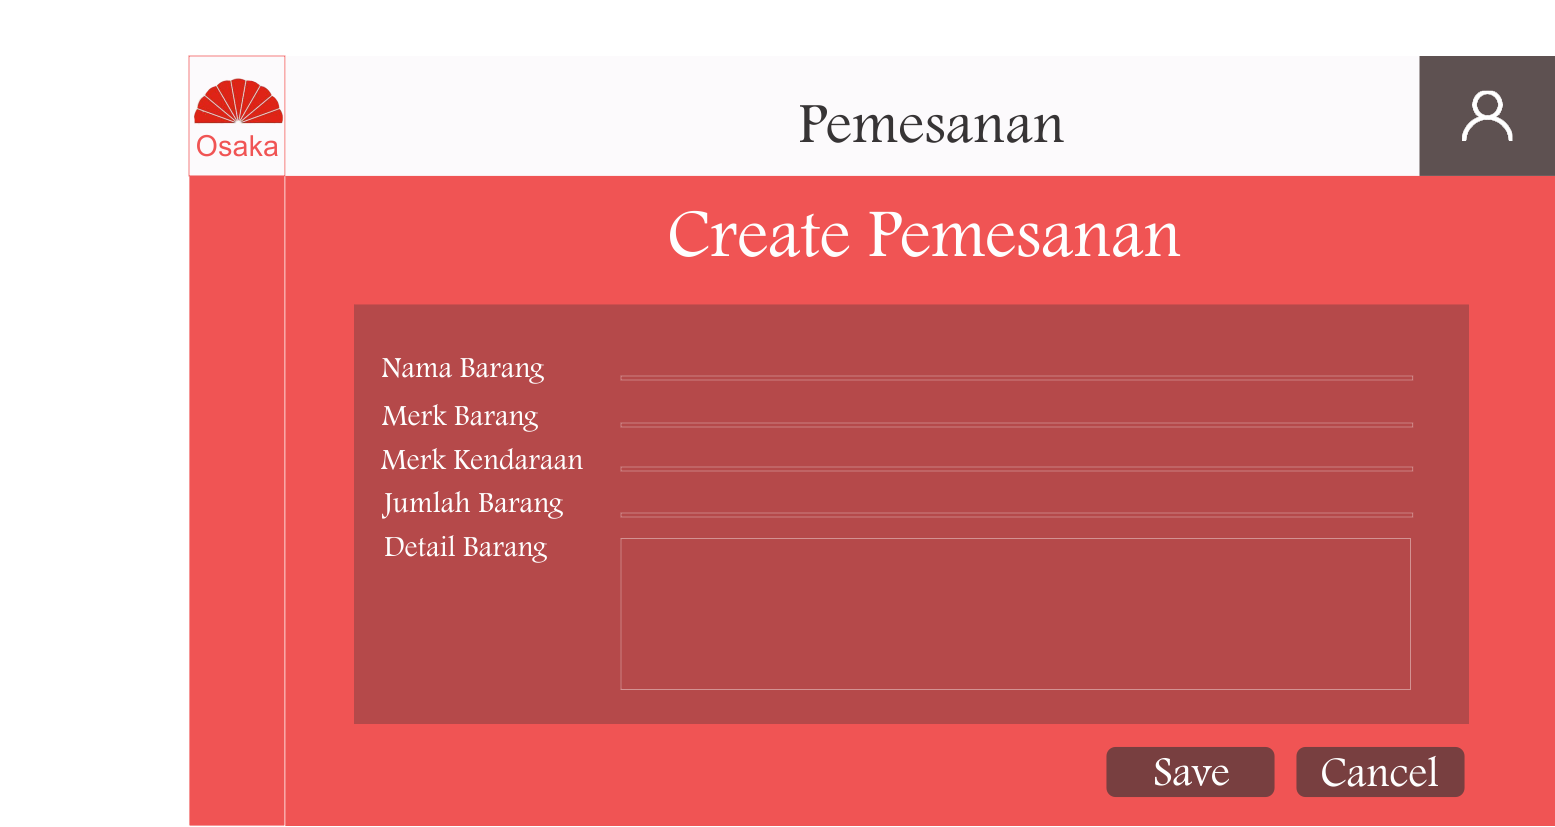 Osaka
Pemesanan
Create Pemesanan
Nama Barang
Merk Barang
Merk Kendaraan
Jumlah Barang
Detail Barang
Save
Cancel